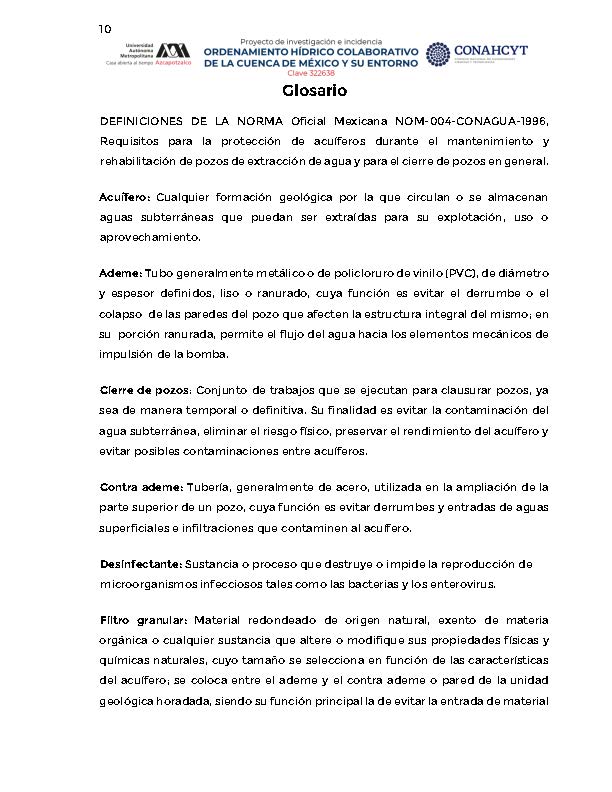 10
Proyecto de investigación e incidencia
Universidad
Autónoma
Metropolitana
Casa abierta al tiempo Azcapotzalco
ORDENAMIENTO HÍDRICO COLABORATIVO
DE LA CUENCA DE MÉXICO Y SU ENTORNO
Clave 322638
CONAHCYT
Glosario
DEFINICIONES DE LA NORMA Oficial Mexicana NOM-004-CONAGUA-1996,
Requisitos para la protección de acuíferos durante el mantenimiento y
rehabilitación de pozos de extracción de agua y para el cierre de pozos en general.
Acuífero: Cualquier formación geológica por la que circulan o se almacenan
aguas subterráneas que puedan ser extraídas para su explotación, uso o
aprovechamiento.
Ademe: Tubo generalmente metálico o de policloruro de vinilo (PVC), de diámetro
y espesor definidos, liso o ranurado, cuya función es evitar el derrumbe o el
colapso de las paredes del pozo que afecten la estructura integral del mismo; en
su porción ranurada, permite el flujo del agua hacia los elementos mecánicos de
impulsión de la bomba.
Cierre de pozos: Conjunto de trabajos que se ejecutan para clausurar pozos, ya
sea de manera temporal o definitiva. Su finalidad es evitar la contaminación del
agua subterránea, eliminar el riesgo físico, preservar el rendimiento del acuífero y
evitar posibles contaminaciones entre acuíferos.
Contra ademe: Tubería, generalmente de acero, utilizada en la ampliación de la
parte superior de un pozo, cuya función es evitar derrumbes y entradas de aguas
superficiales e infiltraciones que contaminen al acuífero.
Desinfectante: Sustancia o proceso que destruye o impide la reproducción de
microorganismos infecciosos tales como las bacterias y los enterovirus.
Filtro granular: Material redondeado de origen natural, exento de materia
orgánica o cualquier sustancia que altere o modifique sus propiedades físicas y
químicas naturales, cuyo tamaño se selecciona en función de las características
del acuífero; se coloca entre el ademe y el contra ademe o pared de la unidad
geológica horadada, siendo su función principal la de evitar la entrada de material